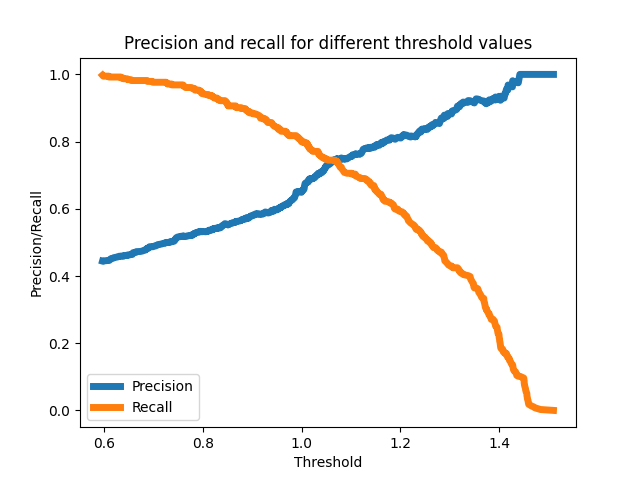 Precision and recall for different threshold values
Precision/Recall
1.0
0.8
0.6
0.4
0.2
0.0
Precision
Recall
0.6 0.8 1.0 1.2 1.4
Threshold